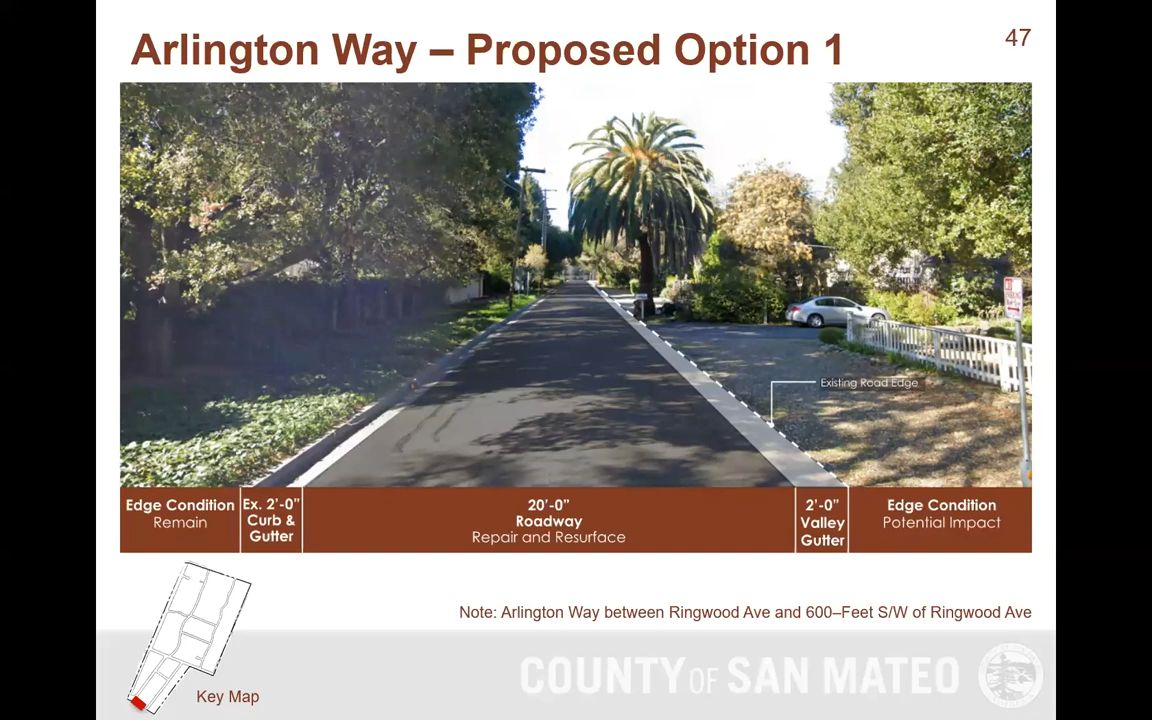 Arlington Way – Proposed Option 1
47
Existing Road Edge
Edge Condition
Remain
Ex. 2'-0"
Curb &
Gutter
20'-0"
Roadway
Repair and Resurface
2'-0"
Valley
Gutter
Edge Condition
Potential Impact
Note: Arlington Way between Ringwood Ave and 600–Feet S/W of Ringwood Ave
Key Map
COUNTY OF SAN MATEO